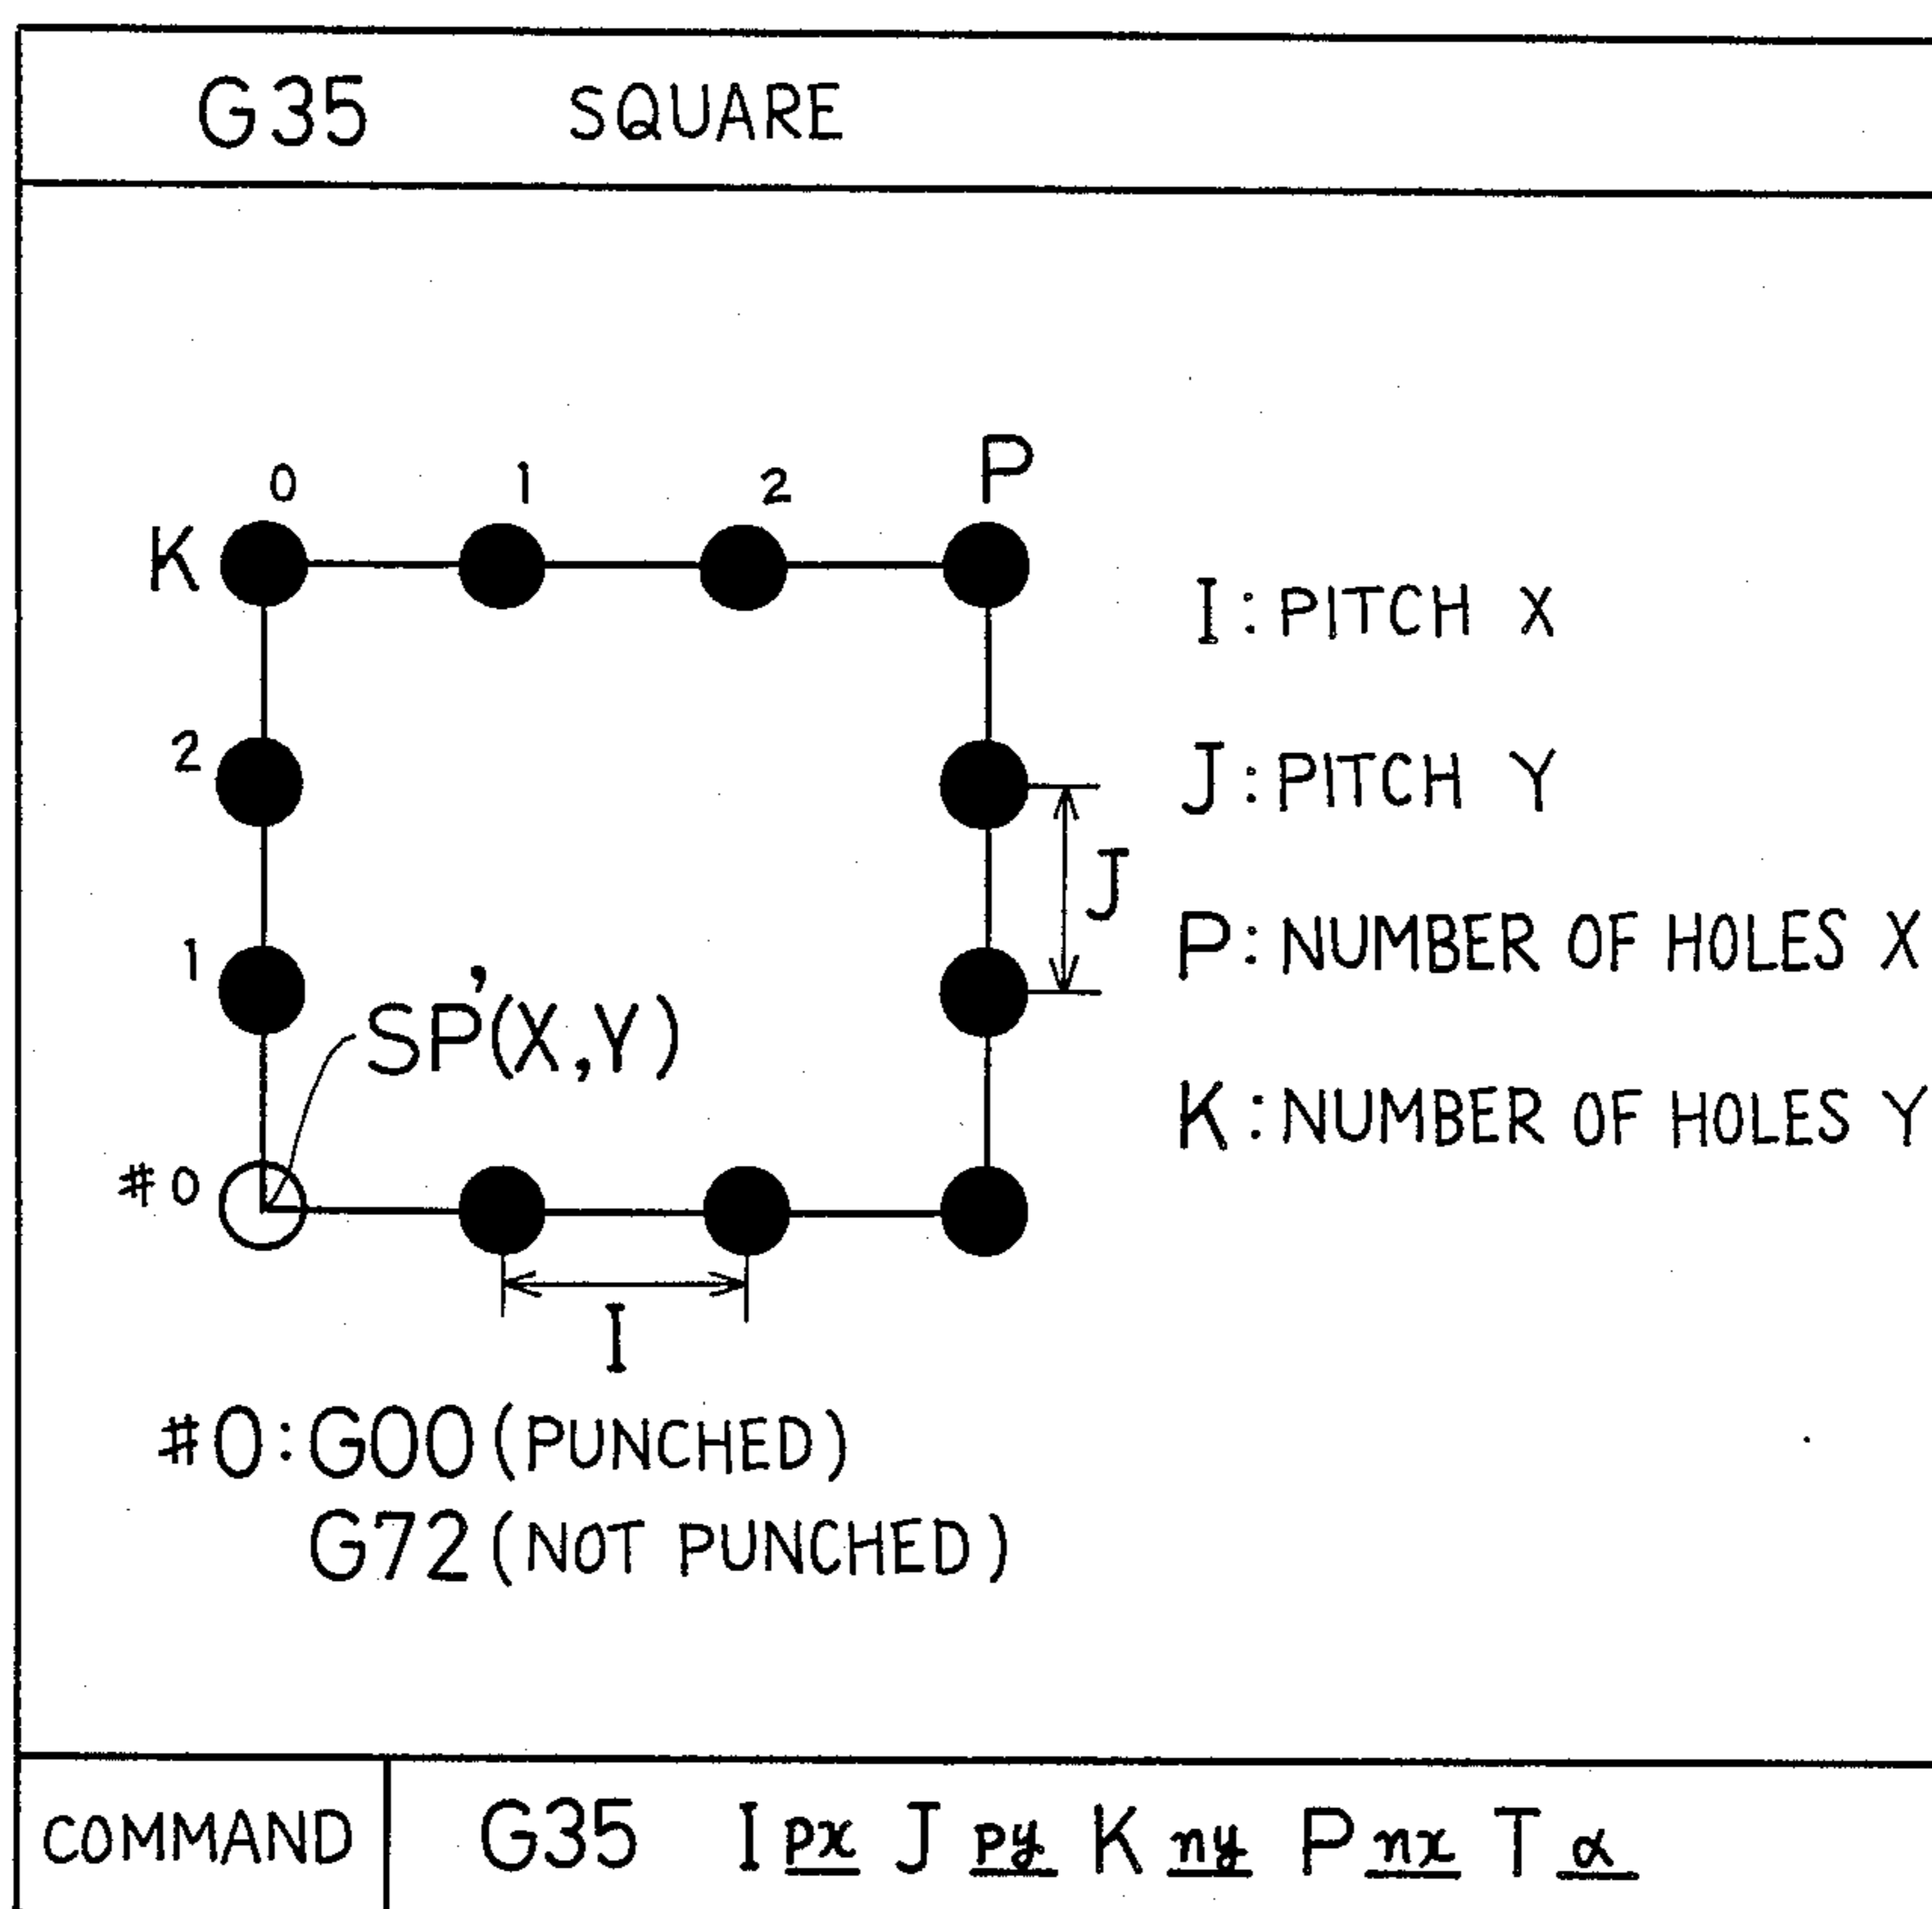 G35 SQUARE
0 1 2 P
K
I: PITCH X
2
J: PITCH Y
J
1
P: NUMBER OF HOLES X
SP'(X,Y)
K: NUMBER OF HOLES Y
#0
I
#0: G00 (PUNCHED)
G72 (NOT PUNCHED)
COMMAND G35 I px J py K ny P nx T α